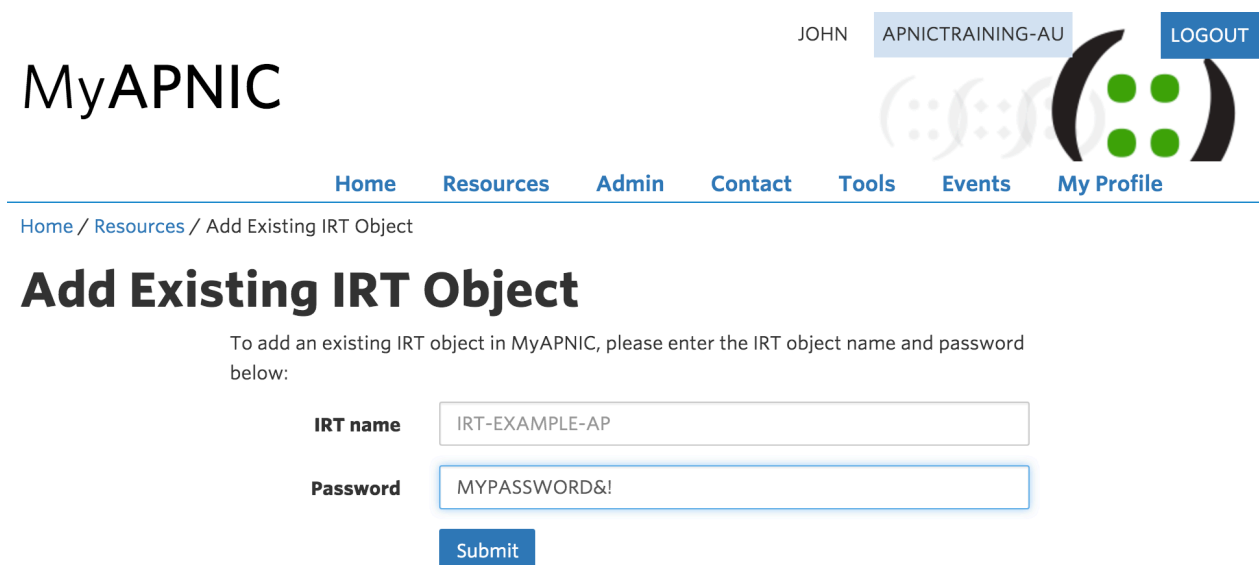 JOHN APNICTRAINING-AU LOGOUT
MyAPNIC
Home Resources Admin Contact Tools Events My Profile
Home / Resources / Add Existing IRT Object
Add Existing IRT Object
To add an existing IRT object in MyAPNIC, please enter the IRT object name and password
below:
IRT name IRT-EXAMPLE-AP
Password MYPASSWORD&!
Submit